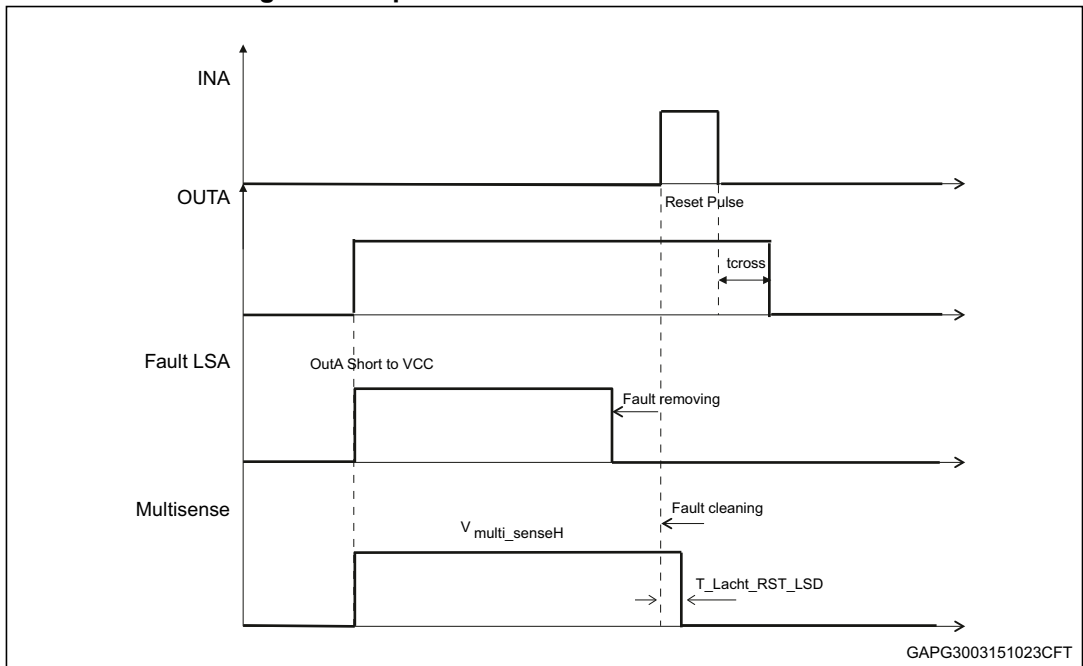 INA
OUTA
Reset Pulse
tcross
Fault LSA
OutA Short to VCC
Fault removing
Multisense
Fault cleaning
V multi_senseH
T_Lacht_RST_LSD
GAPG3003151023CFT